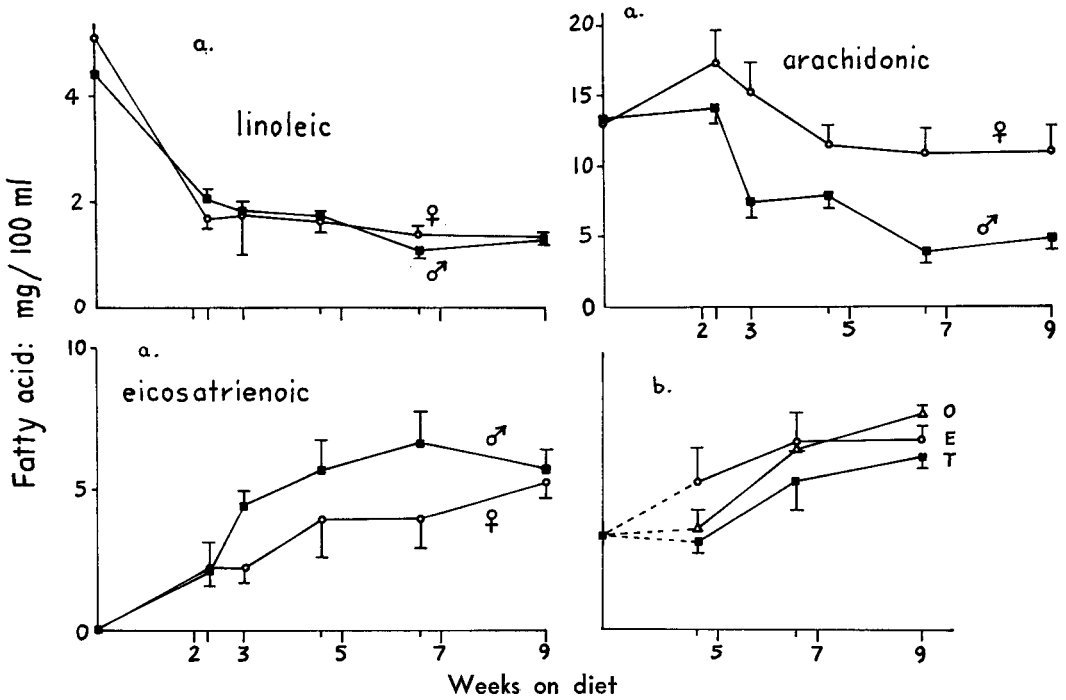 Fatty acid: mg/100 ml
a.
linoleic
4
2
0
♀
♂
a.
arachidonic
20
15
10
5
0
♀
♂
2 3 5 7 9
a.
eicosatrienoic
10
5
0
♂
♀
2 3 5 7 9
b.
O
E
T
5 7 9
Weeks on diet